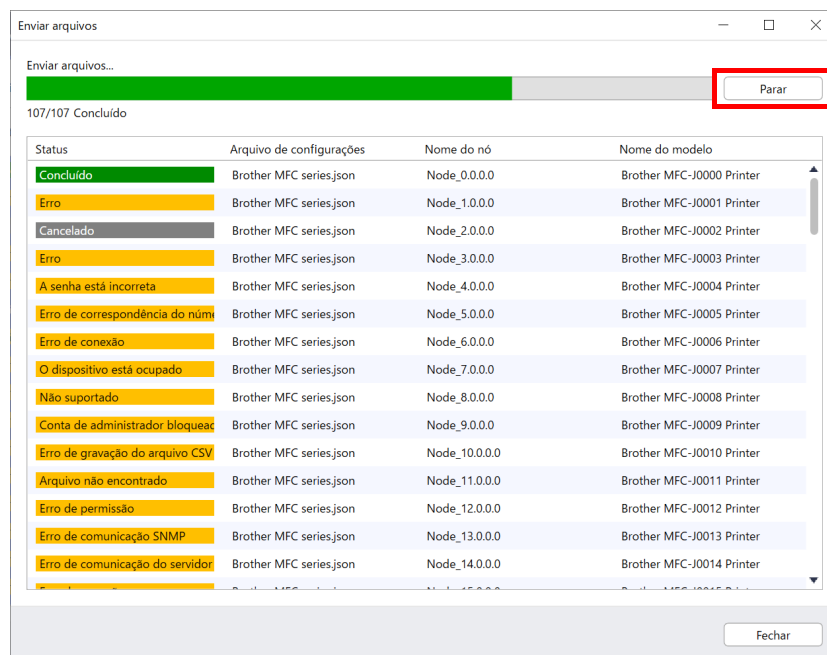 Enviar arquivos
Enviar arquivos...
Parar
107/107 Concluído
Status Arquivo de configurações Nome do nó Nome do modelo
Concluído Brother MFC series.json Node_0.0.0.0 Brother MFC-J0000 Printer
Erro Brother MFC series.json Node_1.0.0.0 Brother MFC-J0001 Printer
Cancelado Brother MFC series.json Node_2.0.0.0 Brother MFC-J0002 Printer
Erro Brother MFC series.json Node_3.0.0.0 Brother MFC-J0003 Printer
A senha está incorreta Brother MFC series.json Node_4.0.0.0 Brother MFC-J0004 Printer
Erro de correspondência do núme Brother MFC series.json Node_5.0.0.0 Brother MFC-J0005 Printer
Erro de conexão Brother MFC series.json Node_6.0.0.0 Brother MFC-J0006 Printer
O dispositivo está ocupado Brother MFC series.json Node_7.0.0.0 Brother MFC-J0007 Printer
Não suportado Brother MFC series.json Node_8.0.0.0 Brother MFC-J0008 Printer
Conta de administrador bloqueac Brother MFC series.json Node_9.0.0.0 Brother MFC-J0009 Printer
Erro de gravação do arquivo CSV Brother MFC series.json Node_10.0.0.0 Brother MFC-J0010 Printer
Arquivo não encontrado Brother MFC series.json Node_11.0.0.0 Brother MFC-J0011 Printer
Erro de permissão Brother MFC series.json Node_12.0.0.0 Brother MFC-J0012 Printer
Erro de comunicação SNMP Brother MFC series.json Node_13.0.0.0 Brother MFC-J0013 Printer
Erro de comunicação do servidor Brother MFC series.json Node_14.0.0.0 Brother MFC-J0014 Printer
Fechar